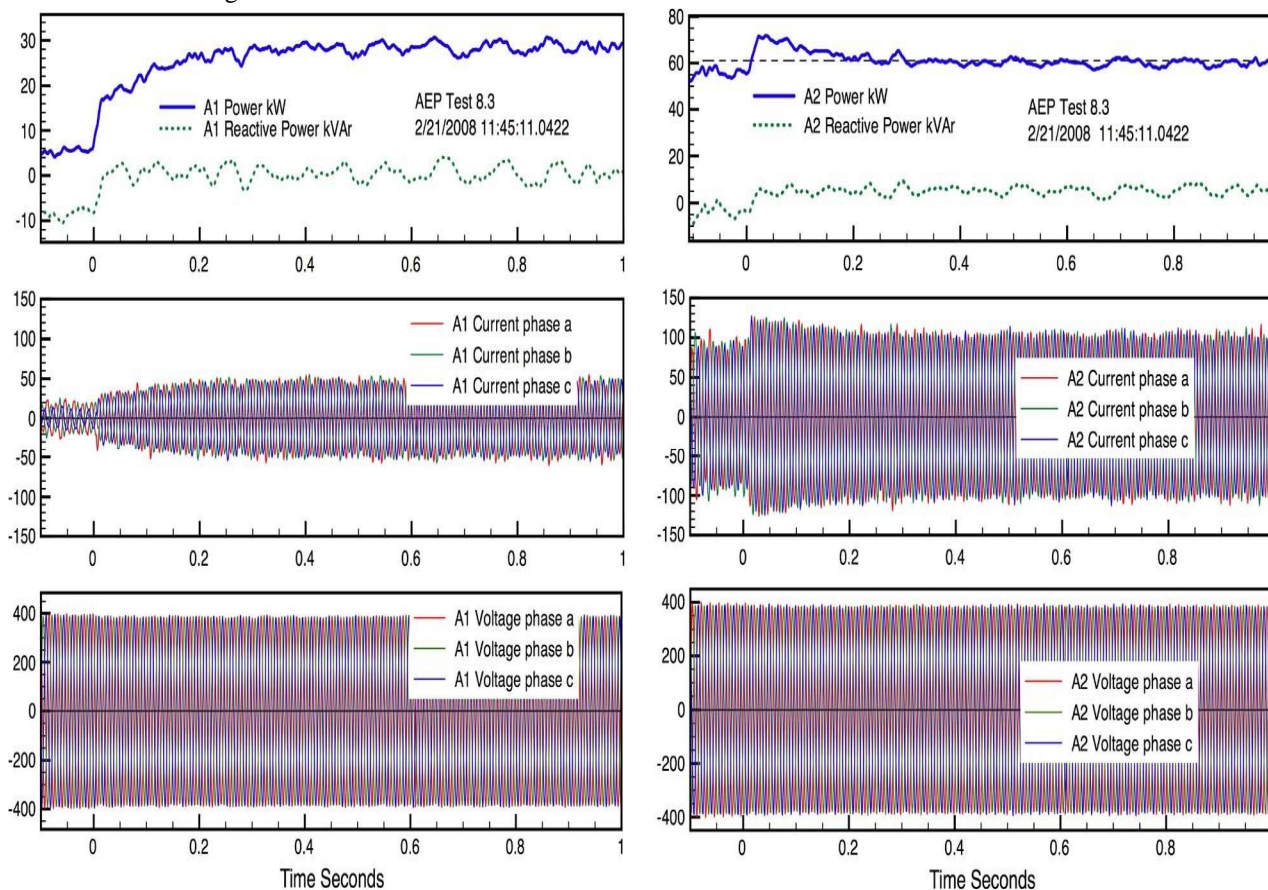 30
20
10
0
-10
A1 Power kW
A1 Reactive Power kVAr
AEP Test 8.3
2/21/2008 11:45:11.0422
0 0.2 0.4 0.6 0.8 1
80
60
40
20
0
A2 Power kW
A2 Reactive Power kVAr
AEP Test 8.3
2/21/2008 11:45:11.0422
0 0.2 0.4 0.6 0.8
150
100
50
0
-50
-100
-150
A1 Current phase a
A1 Current phase b
A1 Current phase c
0 0.2 0.4 0.6 0.8 1
150
100
50
0
-50
-100
-150
A2 Current phase a
A2 Current phase b
A2 Current phase c
0 0.2 0.4 0.6 0.8
400
200
0
-200
-400
A1 Voltage phase a
A1 Voltage phase b
A1 Voltage phase c
0 0.2 0.4 0.6 0.8 1
Time Seconds
400
200
0
-200
-400
A2 Voltage phase a
A2 Voltage phase b
A2 Voltage phase c
0 0.2 0.4 0.6 0.8
Time Seconds